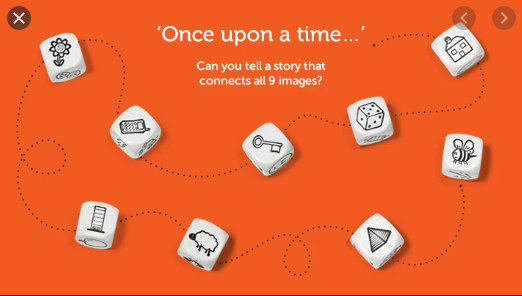 ‘Once upon a time...’
Can you tell a story that
connects all 9 images?